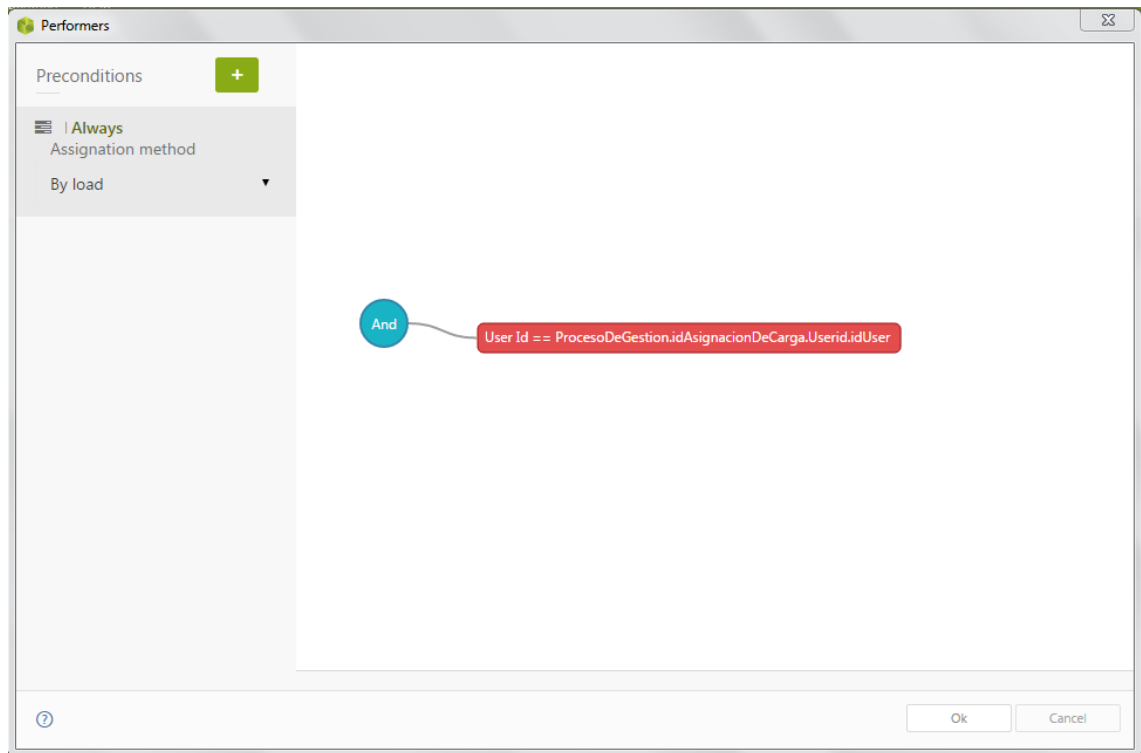 Performers
Preconditions
+
| Always
Assignation method
By load
And
User Id == ProcesoDeGestion.idAsignacionDeCarga.Userid.idUser
?
Ok
Cancel